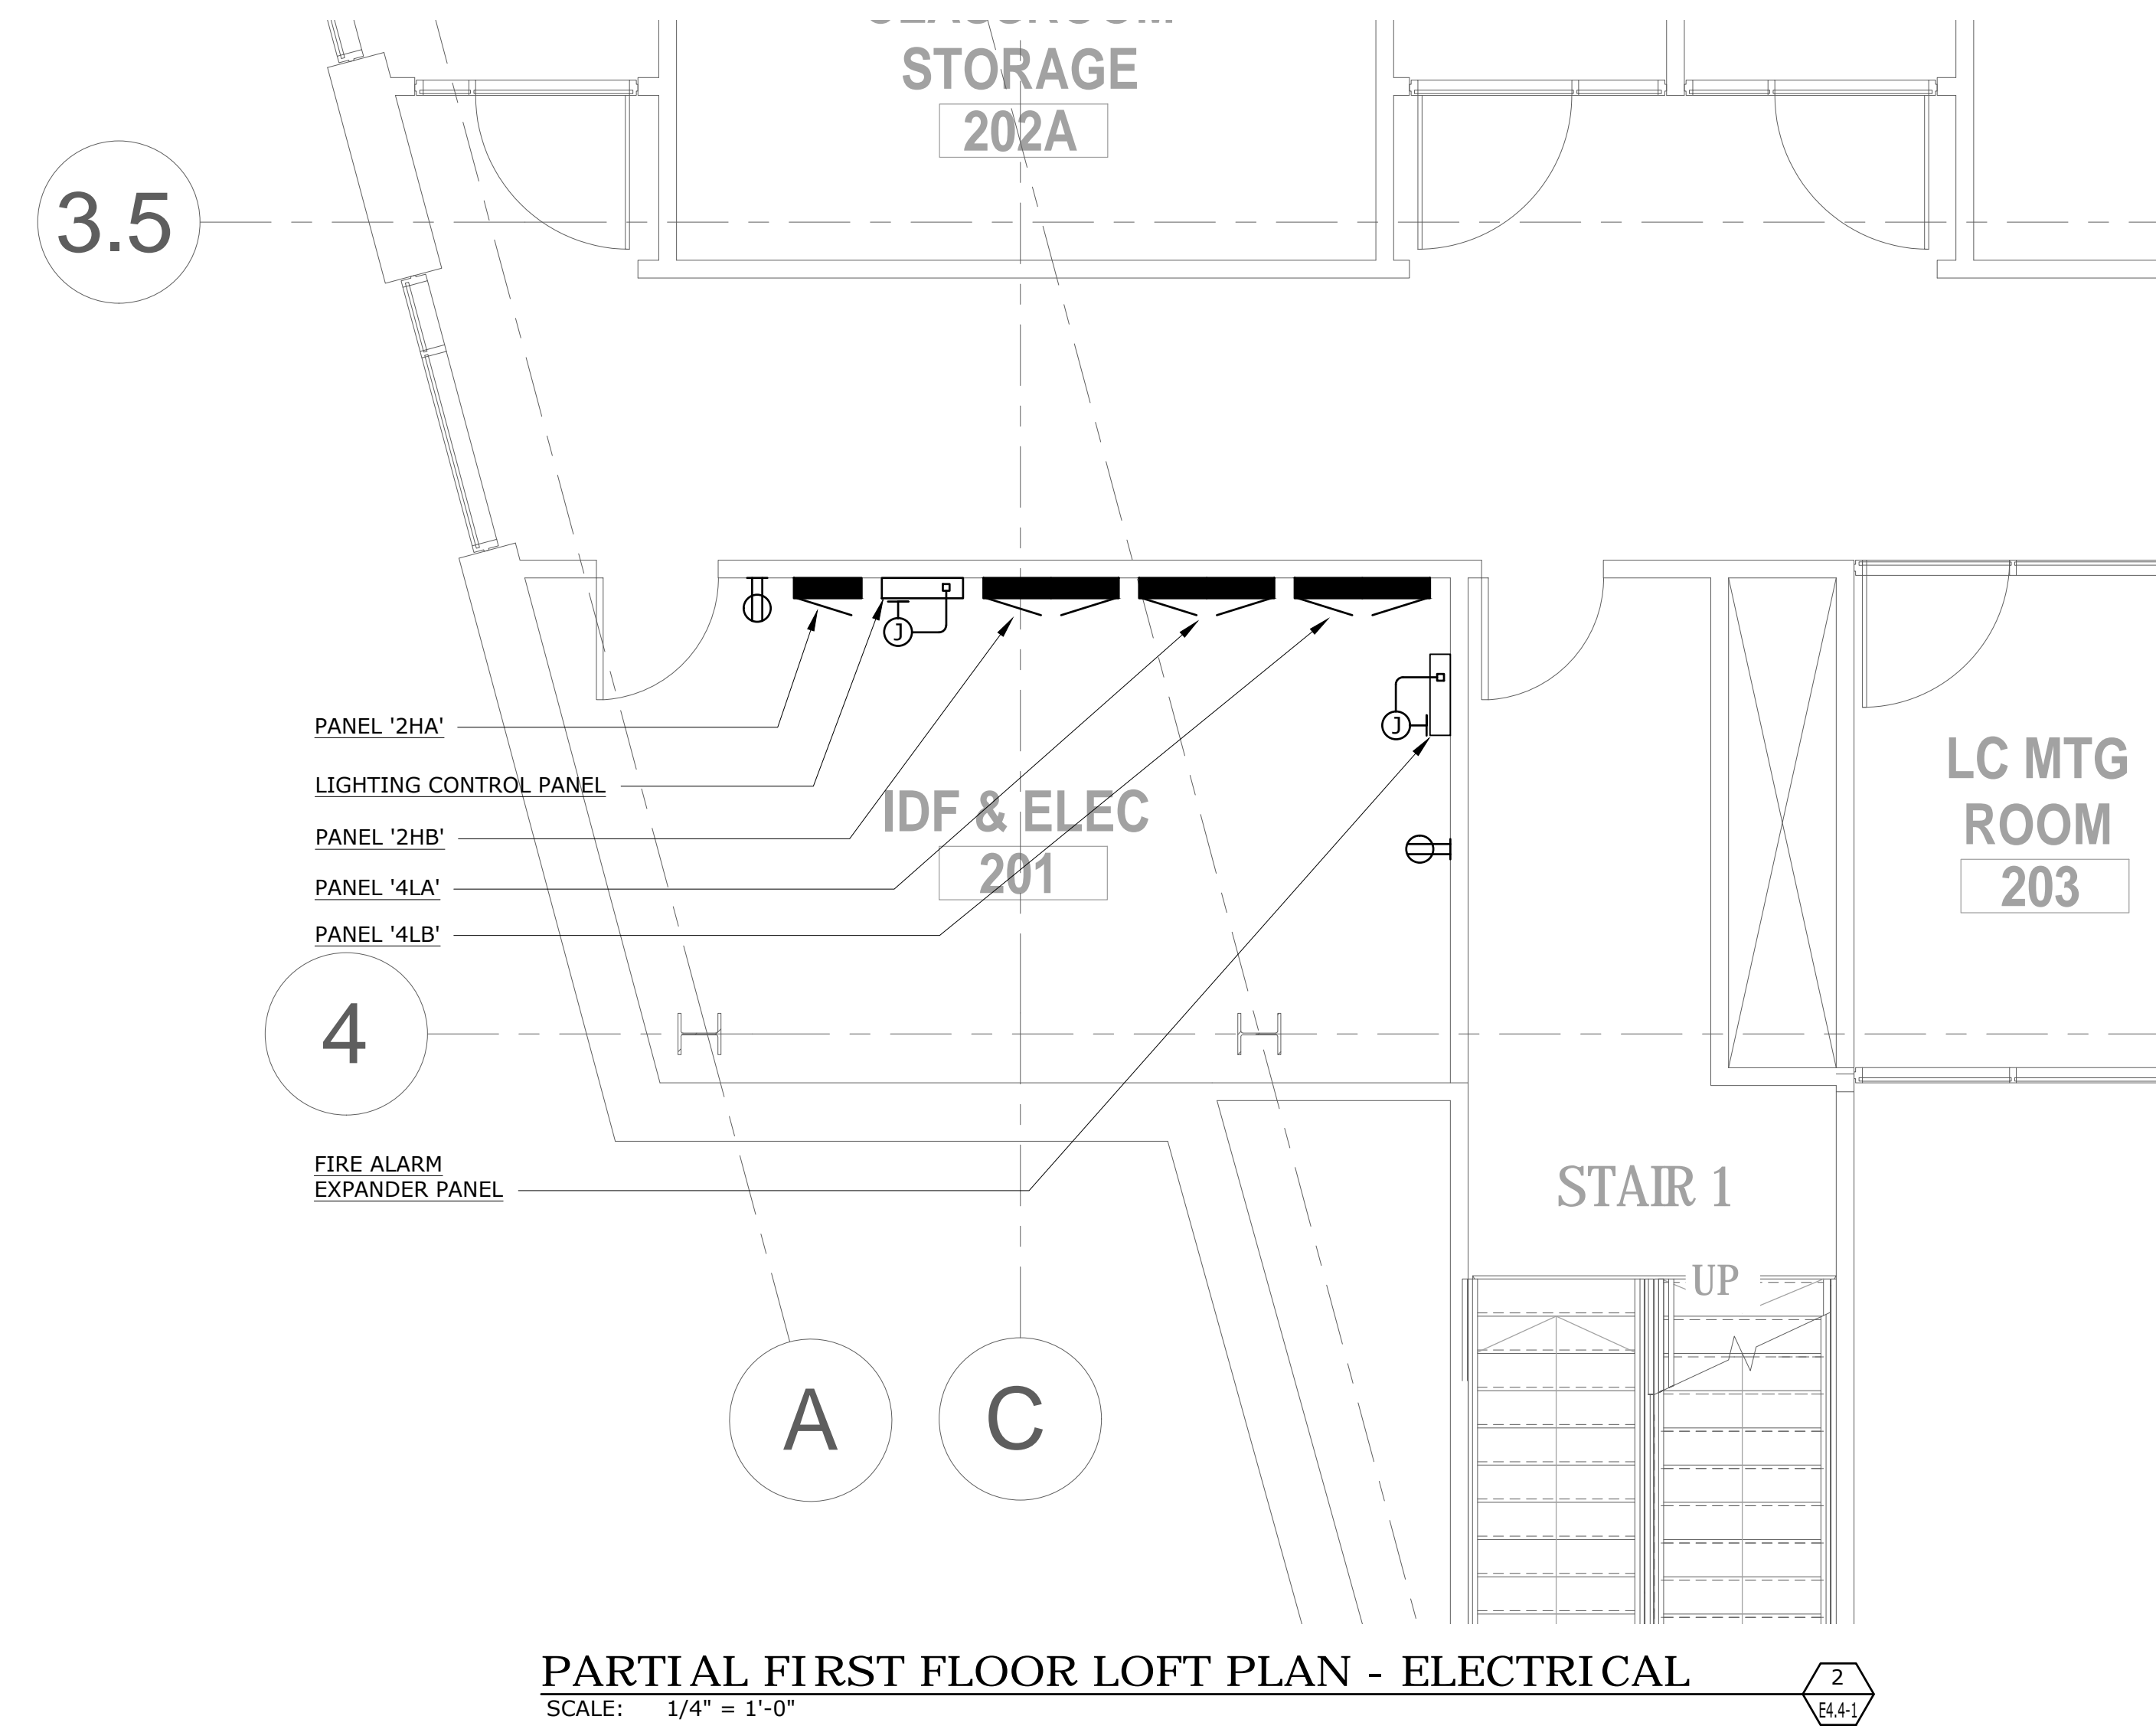 STORAGE
202A
3.5
J
J
PANEL '2HA'
LIGHTING CONTROL PANEL
PANEL '2HB'
PANEL '4LA'
PANEL '4LB'
IDF & ELEC
201
LC MTG
ROOM
203
4
FIRE ALARM
EXPANDER PANEL
STAIR 1
UP
A
C
PARTIAL FIRST FLOOR LOFT PLAN - ELECTRICAL
SCALE: 1/4" = 1'-0"
2
E4.4-1